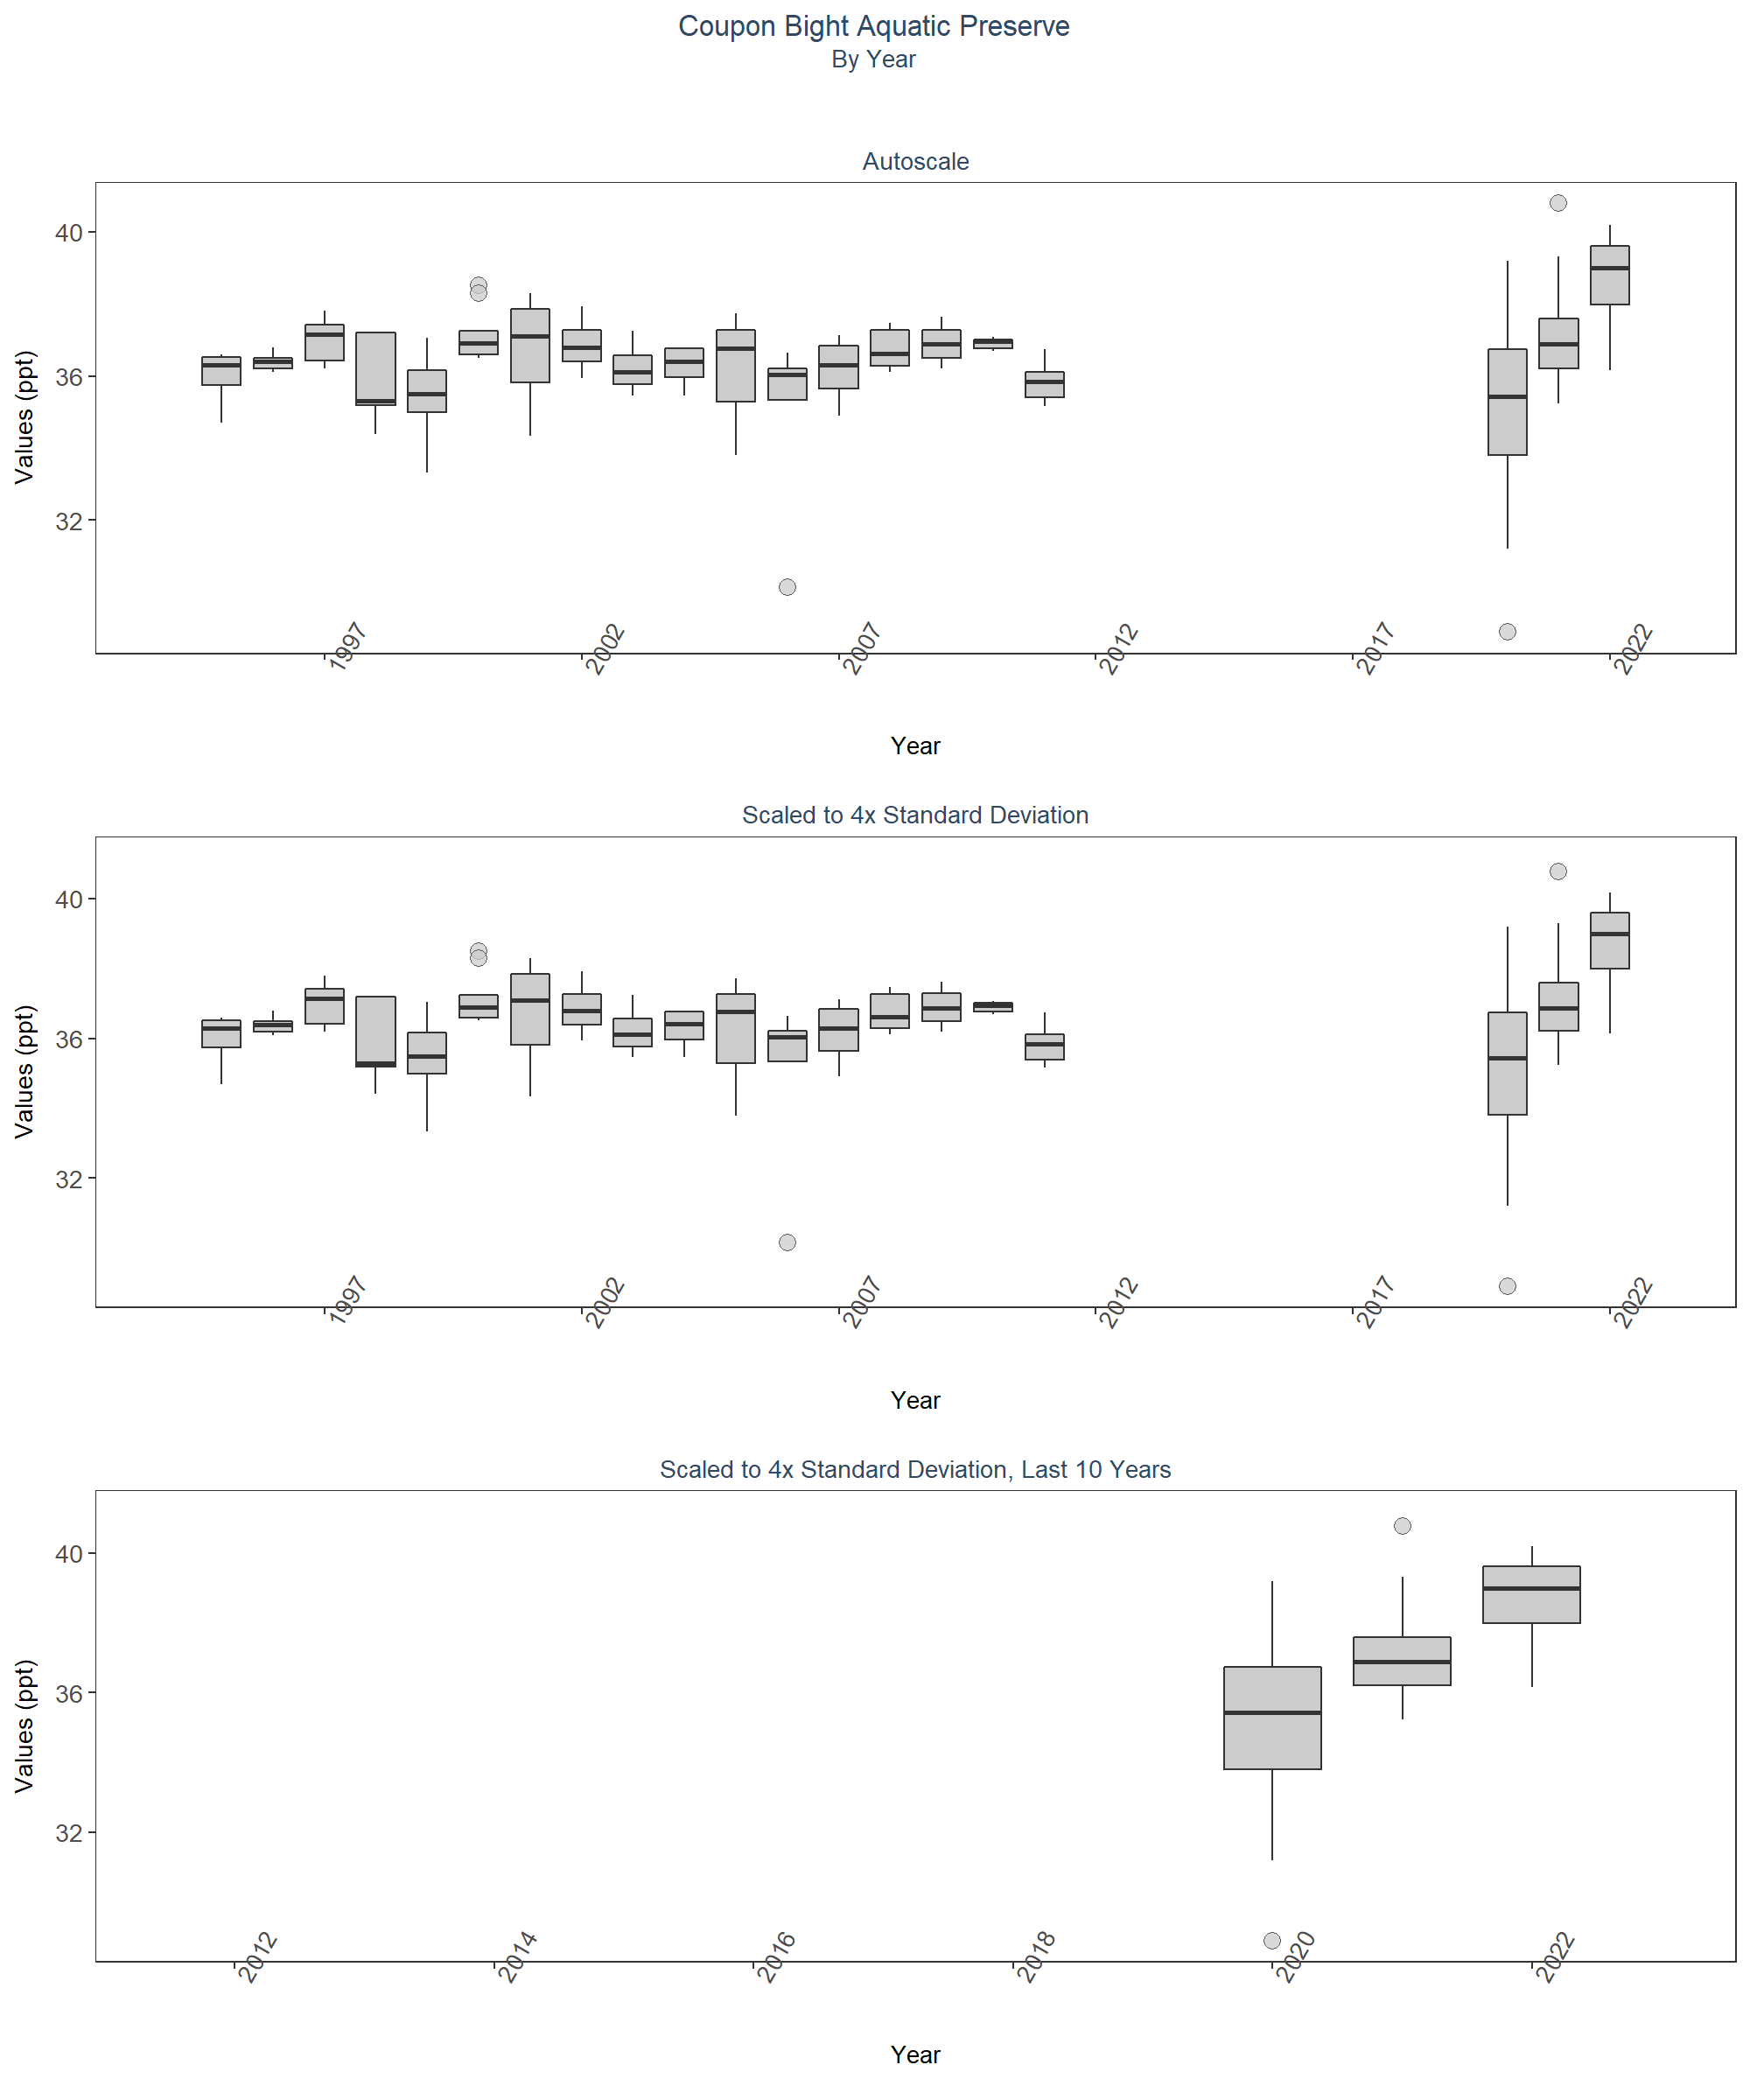 Coupon Bight Aquatic Preserve
By Year
Autoscale
Values (ppt)
40
36
32
1997 2002 2007 2012 2017 2022
Year
Scaled to 4x Standard Deviation
Values (ppt)
40
36
32
1997 2002 2007 2012 2017 2022
Year
Scaled to 4x Standard Deviation, Last 10 Years
Values (ppt)
40
36
32
2012 2014 2016 2018 2020 2022
Year